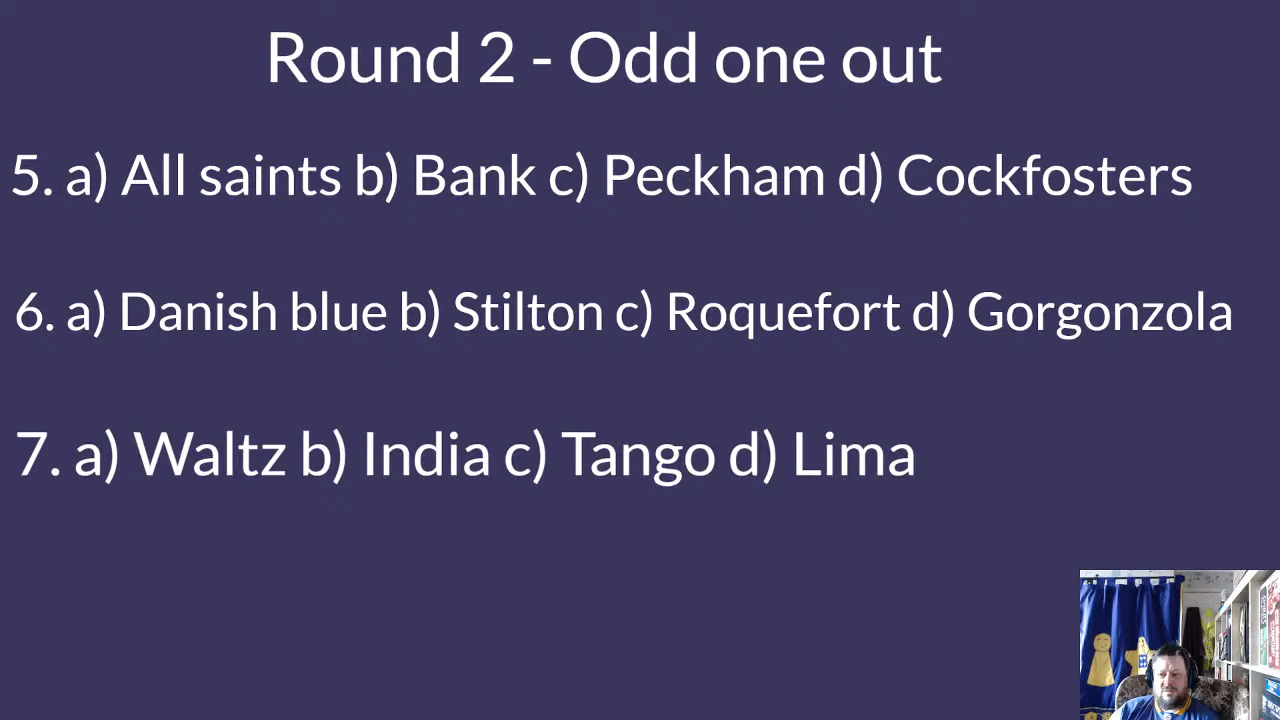 Round 2 - Odd one out
5. a) All saints b) Bank c) Peckham d) Cockfosters
6. a) Danish blue b) Stilton c) Roquefort d) Gorgonzola
7. a) Waltz b) India c) Tango d) Lima